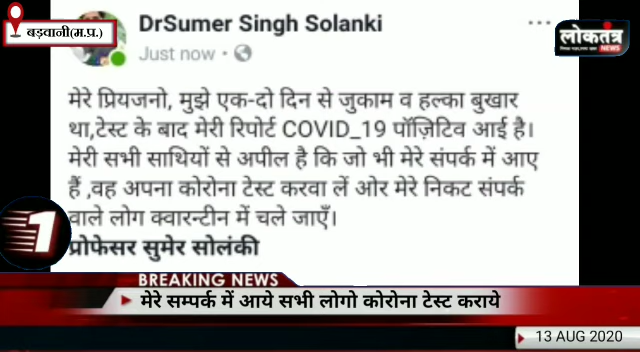 बड़वानी(म.प्र.)
DrSumer Singh Solanki
Just now
लोकतंत्र
NEWS
मेरे प्रियजनो, मुझे एक-दो दिन से जुकाम व हल्का बुखार
था,टेस्ट के बाद मेरी रिपोर्ट COVID_19 पॉज़िटिव आई है।
मेरी सभी साथियों से अपील है कि जो भी मेरे संपर्क में आए
हैं ,वह अपना कोरोना टेस्ट करवा लें ओर मेरे निकट संपर्क
वाले लोग क्वारन्टीन में चले जाएँ।
1
प्रोफेसर सुमेर सोलंकी
BREAKING NEWS
मेरे सम्पर्क में आये सभी लोगो कोरोना टेस्ट कराये
13 AUG 2020